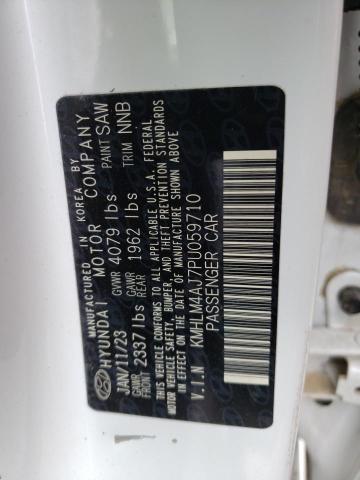 MANUFACTURED BY
IN KOREA BY
HYUNDAI MOTOR COMPANY
JAN/11/23 GVWR 4079 lbs PAINT SAW
GAWR FRONT 2337 lbs GAWR REAR 1962 lbs TRIM NNB
THIS VEHICLE CONFORMS TO ALL APPLICABLE U.S.A. FEDERAL
MOTOR VEHICLE SAFETY, BUMPER, AND THEFT PREVENTION STANDARDS
IN EFFECT ON THE DATE OF MANUFACTURE SHOWN ABOVE
V.I.N KMHLM4AJ7PU059710
PASSENGER CAR